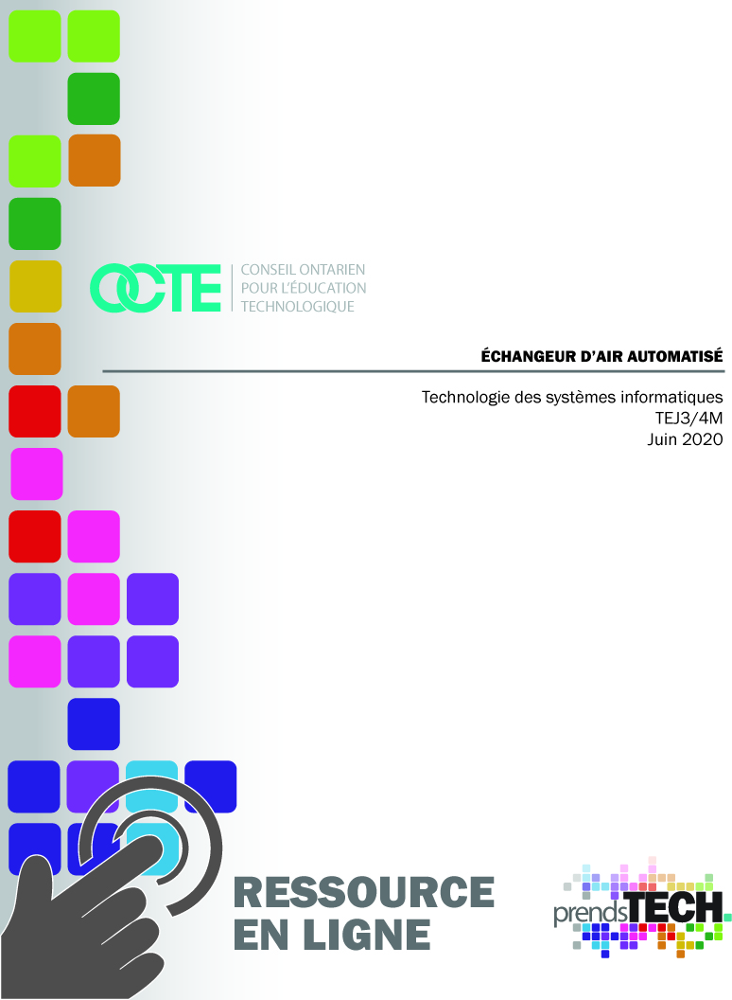 OCTE
CONSEIL ONTARIEN
POUR L'ÉDUCATION
TECHNOLOGIQUE
ÉCHANGEUR D'AIR AUTOMATISÉ
Technologie des systèmes informatiques
TEJ3/4M
Juin 2020
RESSOURCE
EN LIGNE
prendsTECH